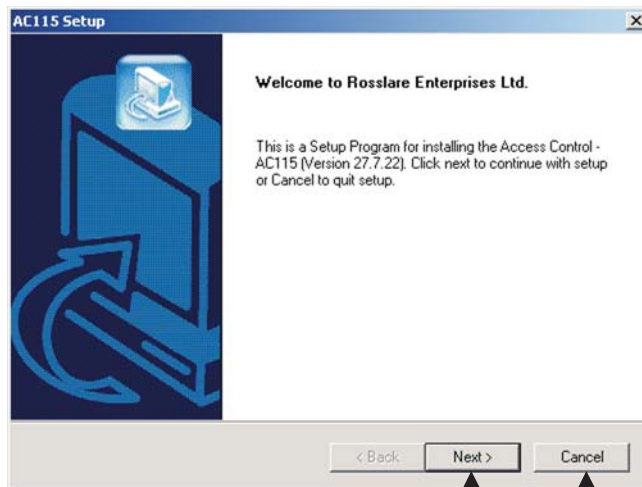 AC115 Setup
Welcome to Rosslare Enterprises Ltd.
This is a Setup Program for installing the Access Control -
AC115 (Version 27.7.22). Click next to continue with setup
or Cancel to quit setup.
< Back Next > Cancel